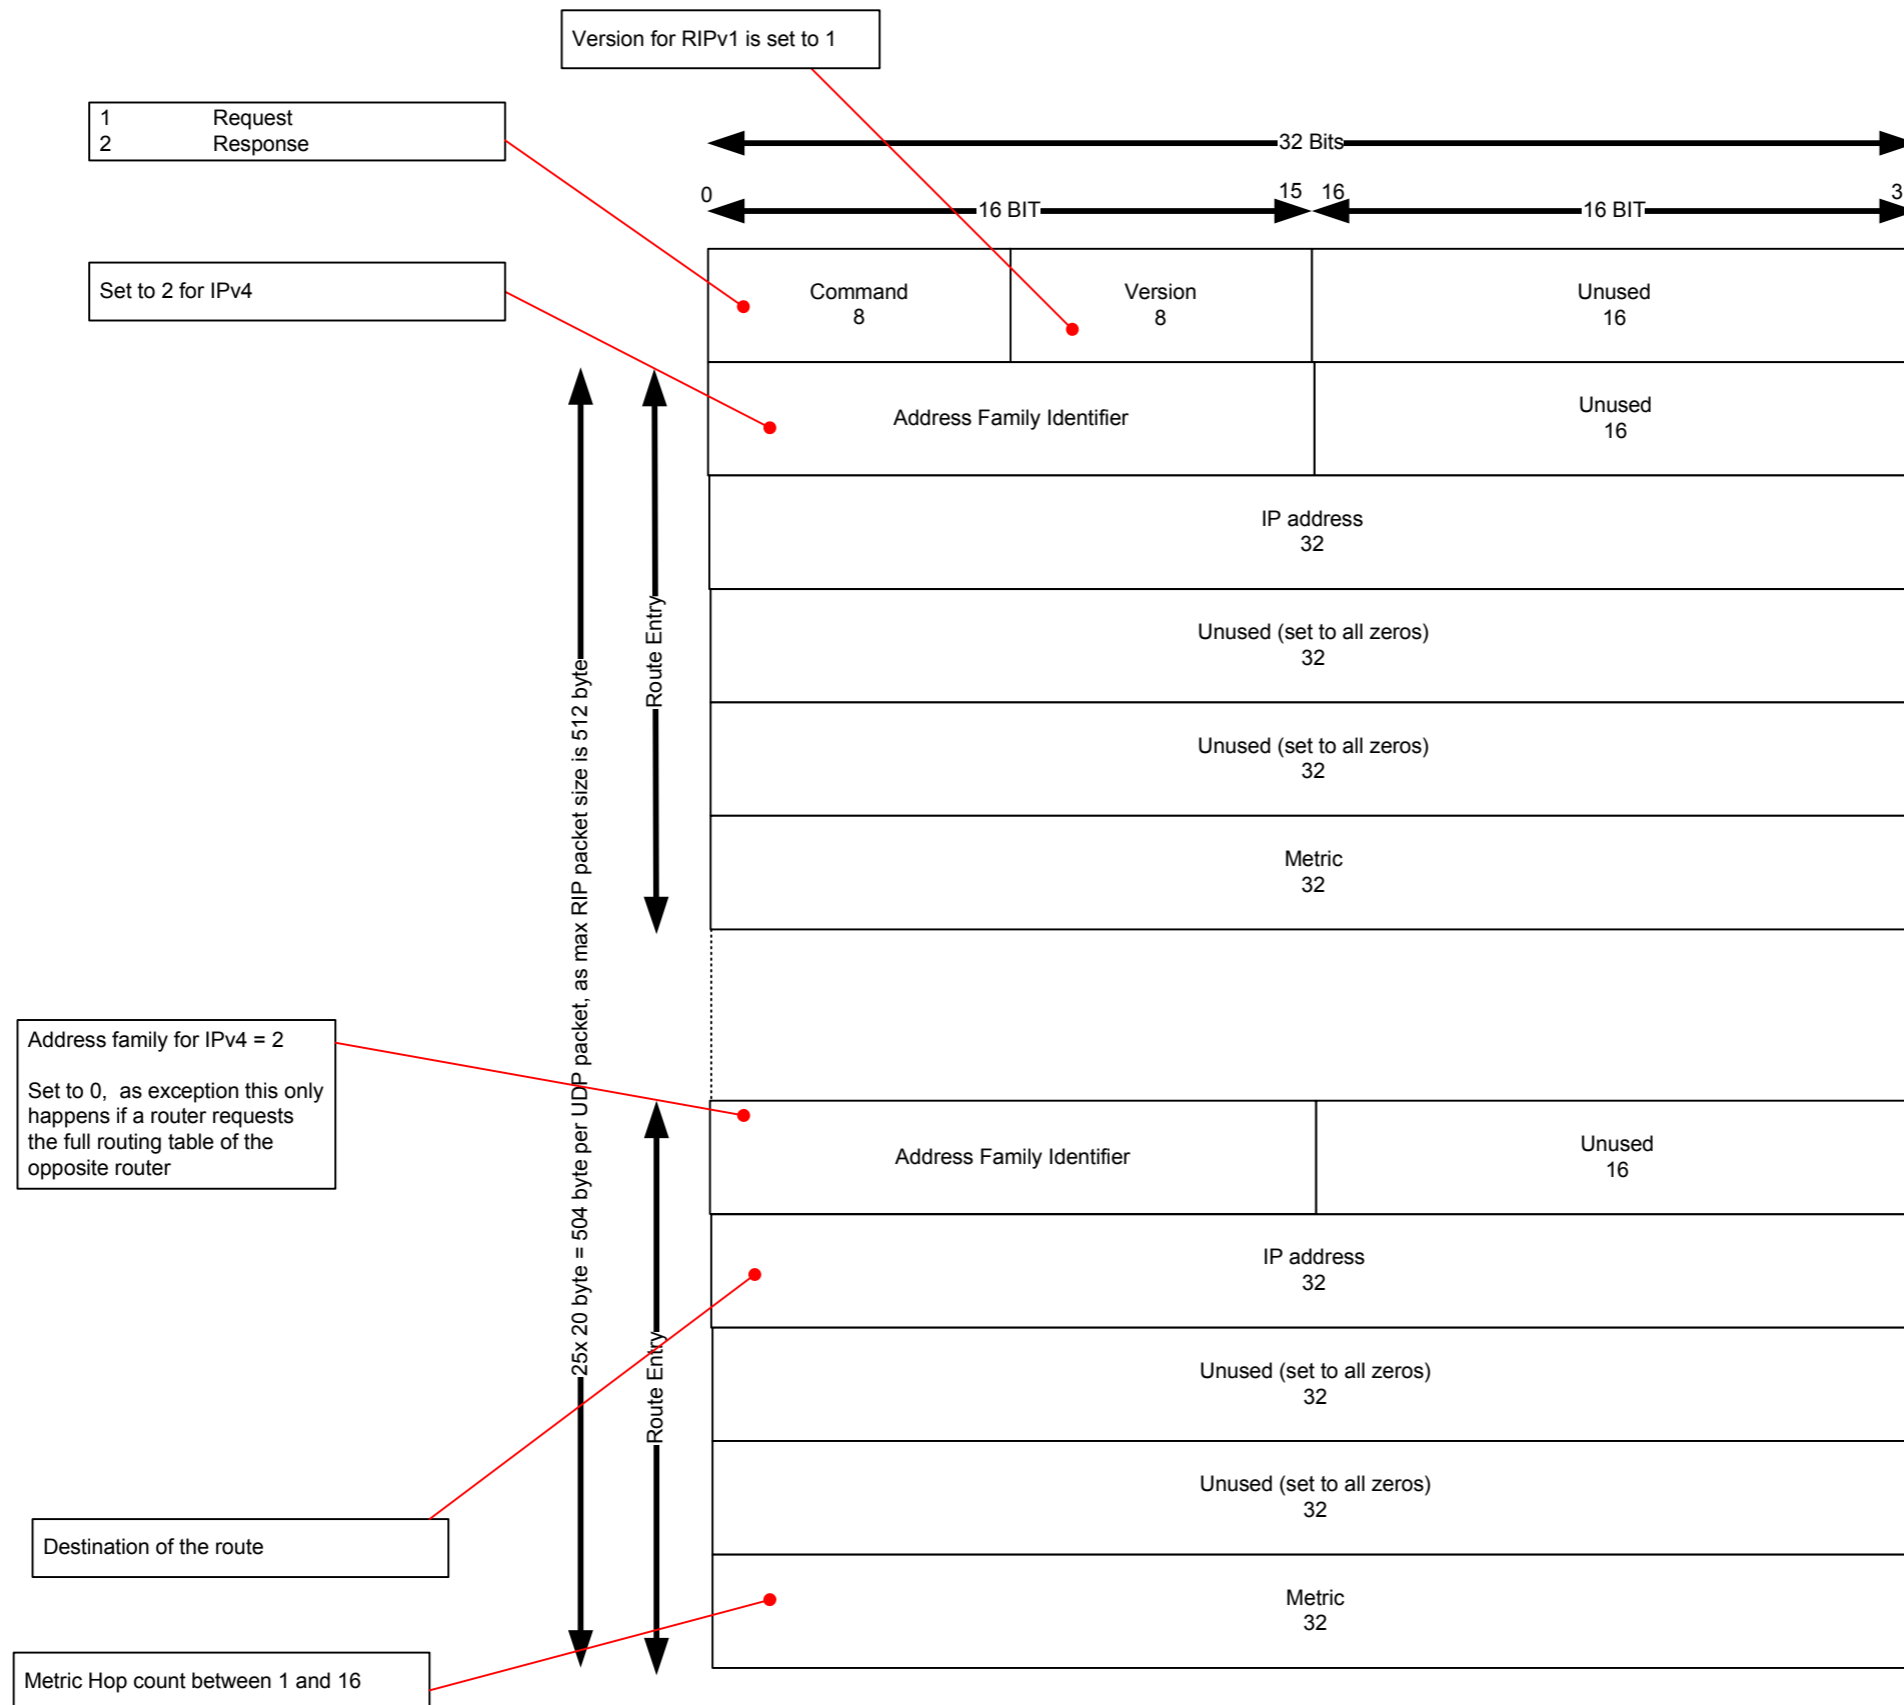 Version for RIPv1 is set to 1
1 Request
2 Response
32 Bits
0
15
16
3
16 BIT
16 BIT
Set to 2 for IPv4
Command
8
Version
8
Unused
16
Address Family Identifier
Unused
16
IP address
32
Unused (set to all zeros)
32
Unused (set to all zeros)
32
Metric
32
Route Entry
25x 20 byte = 504 byte per UDP packet, as max RIP packet size is 512 byte
Address family for IPv4 = 2
Set to 0, as exception this only
happens if a router requests
the full routing table of the
opposite router
Address Family Identifier
Unused
16
IP address
32
Unused (set to all zeros)
32
Unused (set to all zeros)
32
Metric
32
Route Entry
Destination of the route
Metric Hop count between 1 and 16